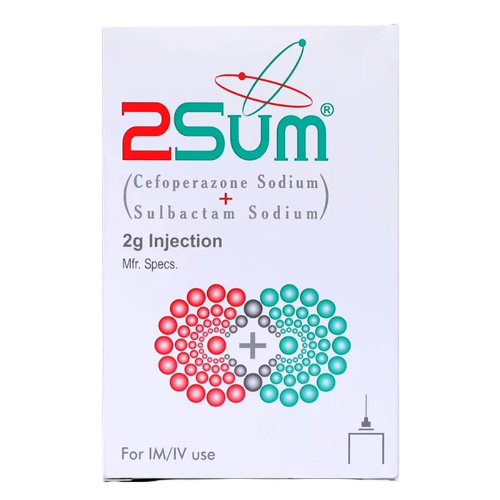 2Sum®
(Cefoperazone Sodium
+
Sulbactam Sodium)
2g Injection
Mfr. Specs.
+
For IM/IV use